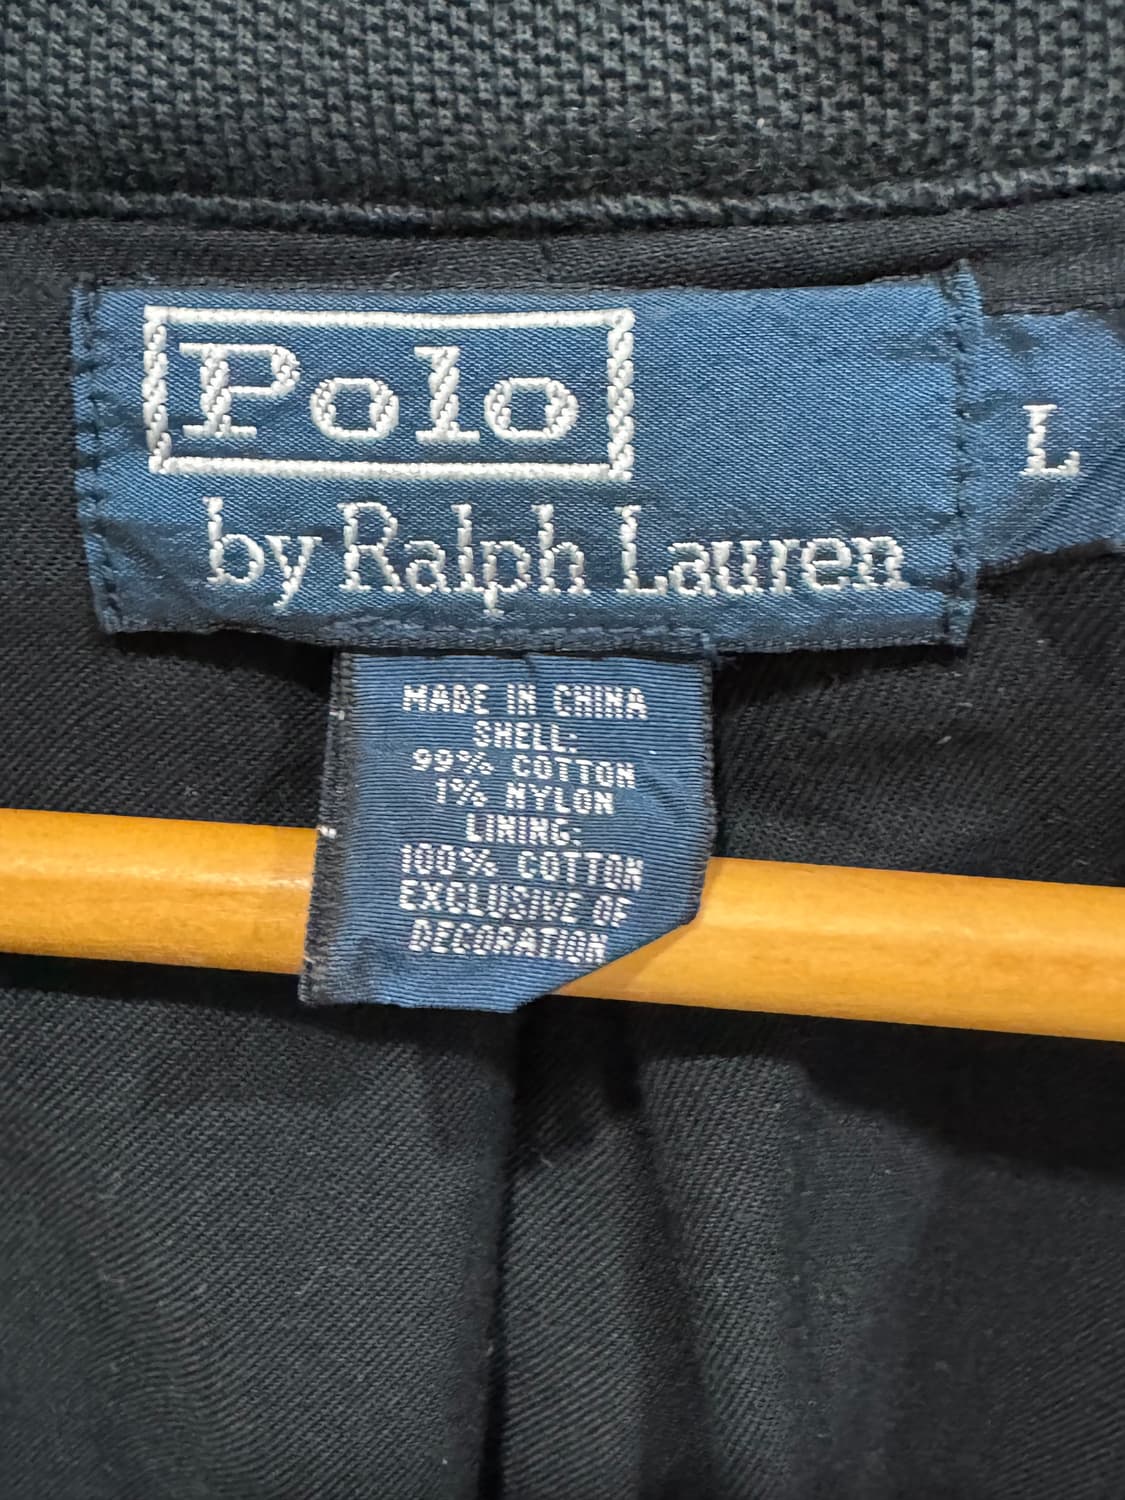 Polo
by Ralph Lauren
L
MADE IN CHINA
SHELL:
99% COTTON
1% NYLON
LINING:
100% COTTON
EXCLUSIVE OF
DECORATION